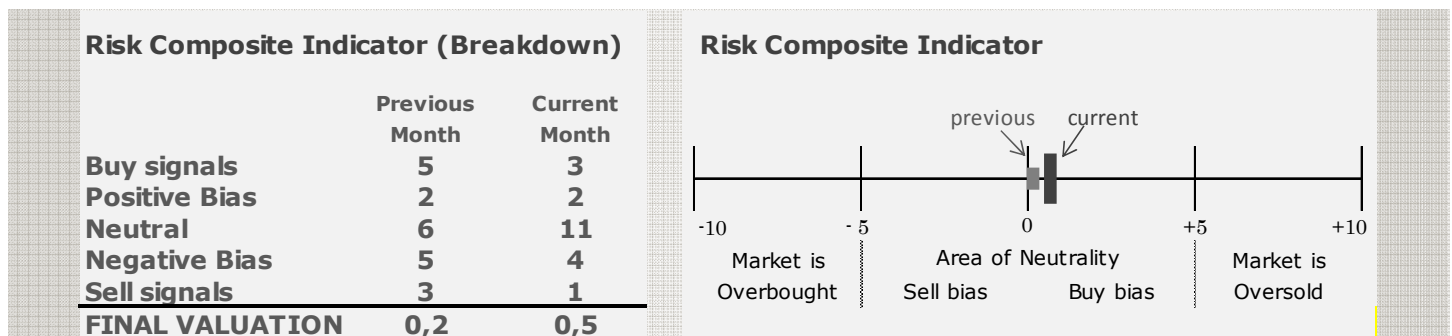 Risk Composite Indicator (Breakdown)
Previous Month Current Month
Buy signals 5 3
Positive Bias 2 2
Neutral 6 11
Negative Bias 5 4
Sell signals 3 1
FINAL VALUATION 0,2 0,5
Risk Composite Indicator
previous current
-10 - 5 0 +5 +10
Market is Overbought
Area of Neutrality
Sell bias Buy bias
Market is Oversold